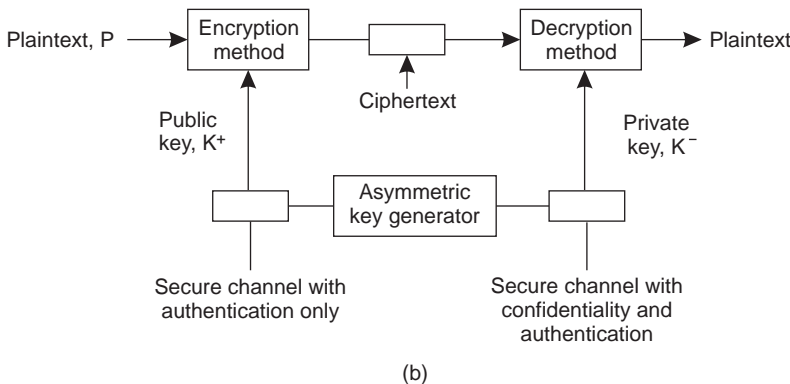 Plaintext, P
Encryption
method
Ciphertext
Decryption
method
Plaintext
Public
key, K⁺
Private
key, K⁻
Asymmetric
key generator
Secure channel with
authentication only
Secure channel with
confidentiality and
authentication
(b)